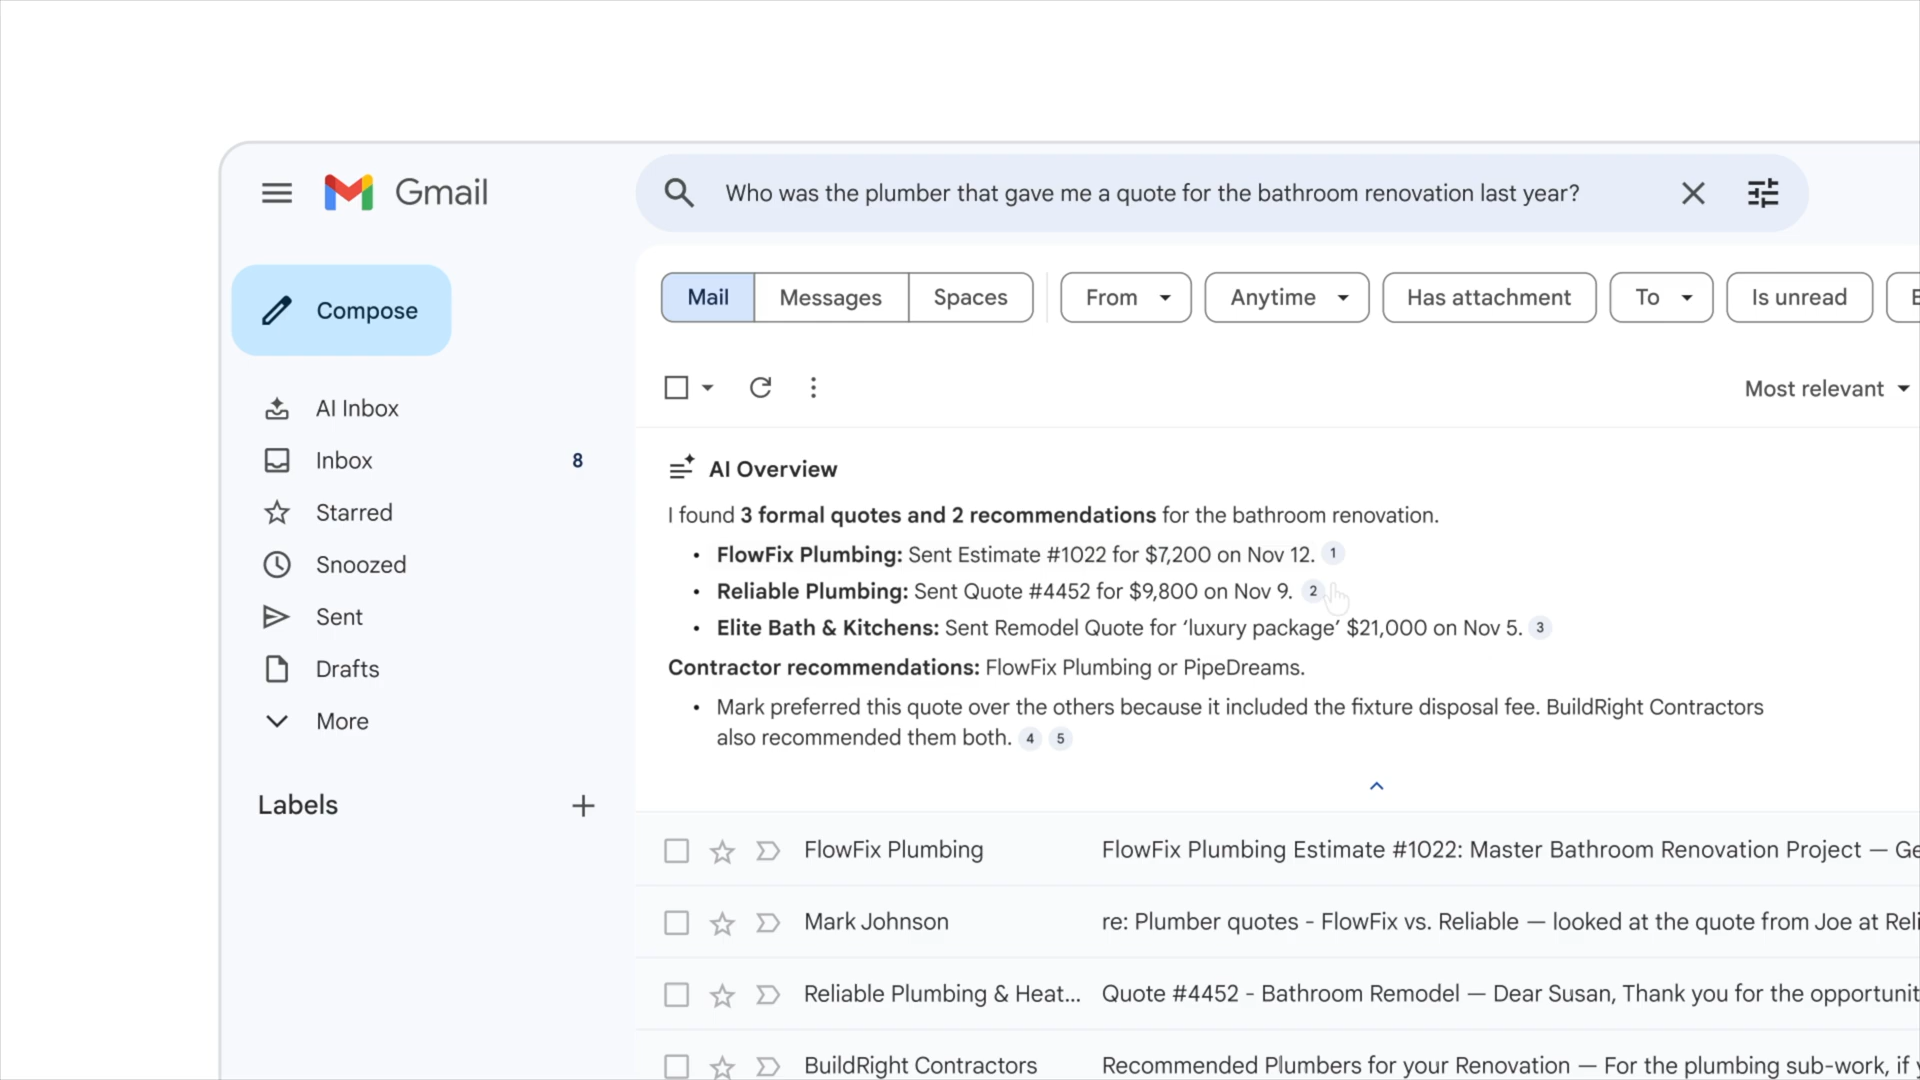 Gmail
Who was the plumber that gave me a quote for the bathroom renovation last year?
Compose
Mail
Messages
Spaces
From
Anytime
Has attachment
To
Is unread
Most relevant
AI Inbox
Inbox 8
Starred
Snoozed
Sent
Drafts
More
Labels
AI Overview
I found 3 formal quotes and 2 recommendations for the bathroom renovation.
• FlowFix Plumbing: Sent Estimate #1022 for $7,200 on Nov 12. 1
• Reliable Plumbing: Sent Quote #4452 for $9,800 on Nov 9. 2
• Elite Bath & Kitchens: Sent Remodel Quote for ‘luxury package’ $21,000 on Nov 5. 3
Contractor recommendations: FlowFix Plumbing or PipeDreams.
• Mark preferred this quote over the others because it included the fixture disposal fee. BuildRight Contractors
also recommended them both. 4 5
FlowFix Plumbing FlowFix Plumbing Estimate #1022: Master Bathroom Renovation Project —
Mark Johnson re: Plumber quotes - FlowFix vs. Reliable — looked at the quote from Joe at
Reliable Plumbing & Heat... Quote #4452 - Bathroom Remodel — Dear Susan, Thank you for the
BuildRight Contractors Recommended Plumbers for your Renovation — For the plumbing sub-work, if